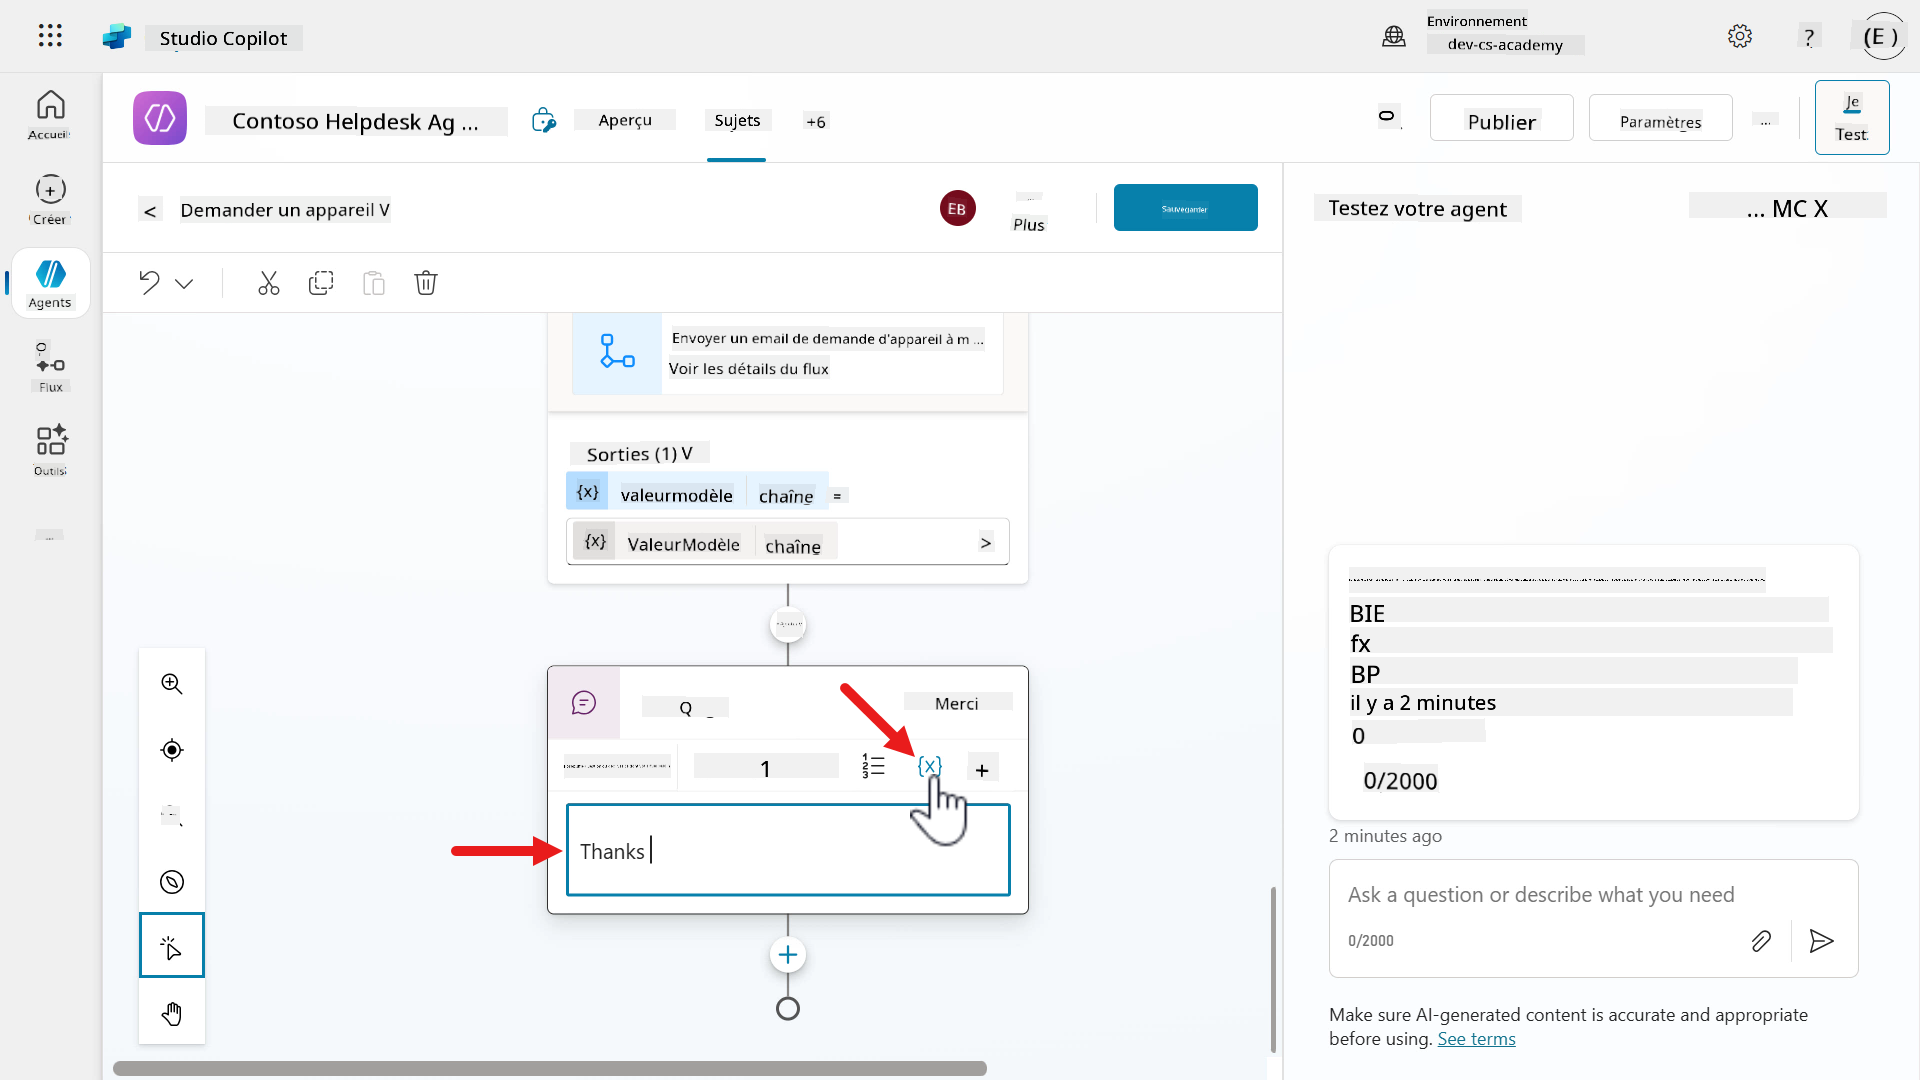 Studio Copilot
Environnement
dev-cs-academy
?
(E )
Accueil
Créer
Agents
Flux
Outils
Contoso Helpdesk Ag ...
Aperçu
Sujets
+6
Publier
Paramètres
...
Je
Test
<
Demander un appareil V
EB
...
Plus
Sauvegarder
Testez votre agent
... MC X
Envoyer un email de demande d'appareil à m ...
Voir les détails du flux
Sorties (1) V
{x} valeurmodèle chaîne =
{x} ValeurModèle chaîne >
Q
Merci
1
{x}
+
Thanks
BIE
fx
BP
il y a 2 minutes
0
0/2000
2 minutes ago
Ask a question or describe what you need
0/2000
Make sure AI-generated content is accurate and appropriate
before using. See terms